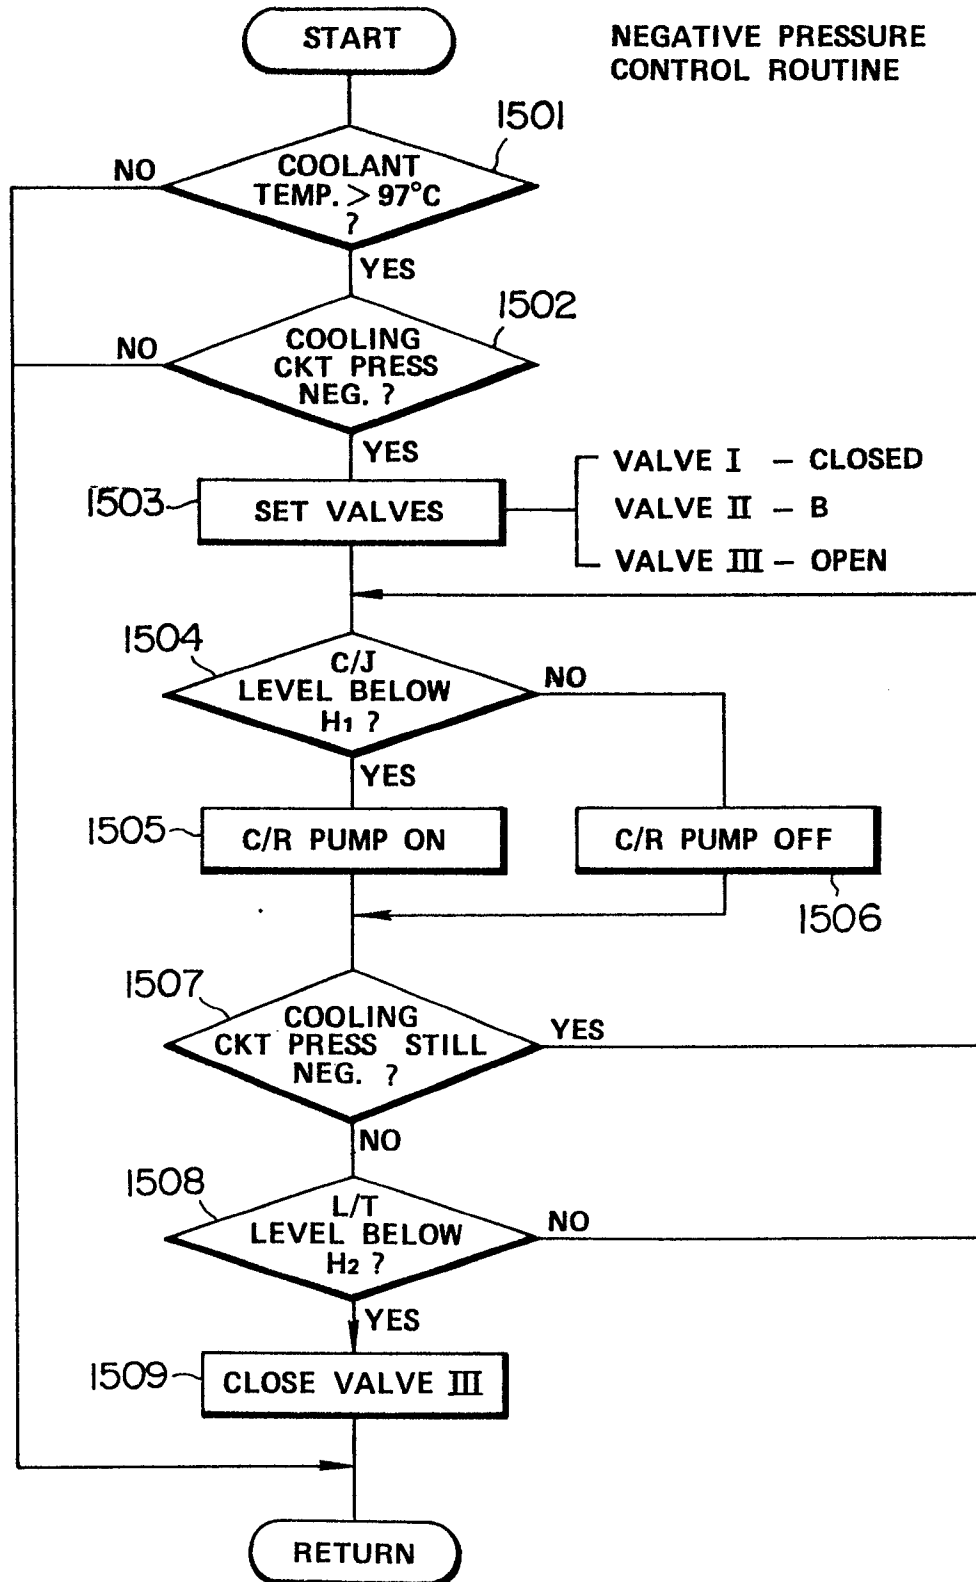 START
NEGATIVE PRESSURE
CONTROL ROUTINE
1501
NO
COOLANT
TEMP. > 97°C
?
YES
1502
NO
COOLING
CKT PRESS
NEG. ?
YES
1503
SET VALVES
VALVE I – CLOSED
VALVE II – B
VALVE III – OPEN
1504
C/J
LEVEL BELOW
H1 ?
NO
YES
1505
C/R PUMP ON
C/R PUMP OFF
1506
1507
COOLING
CKT PRESS STILL
NEG. ?
YES
NO
1508
L/T
LEVEL BELOW
H2 ?
NO
YES
1509
CLOSE VALVE III
RETURN